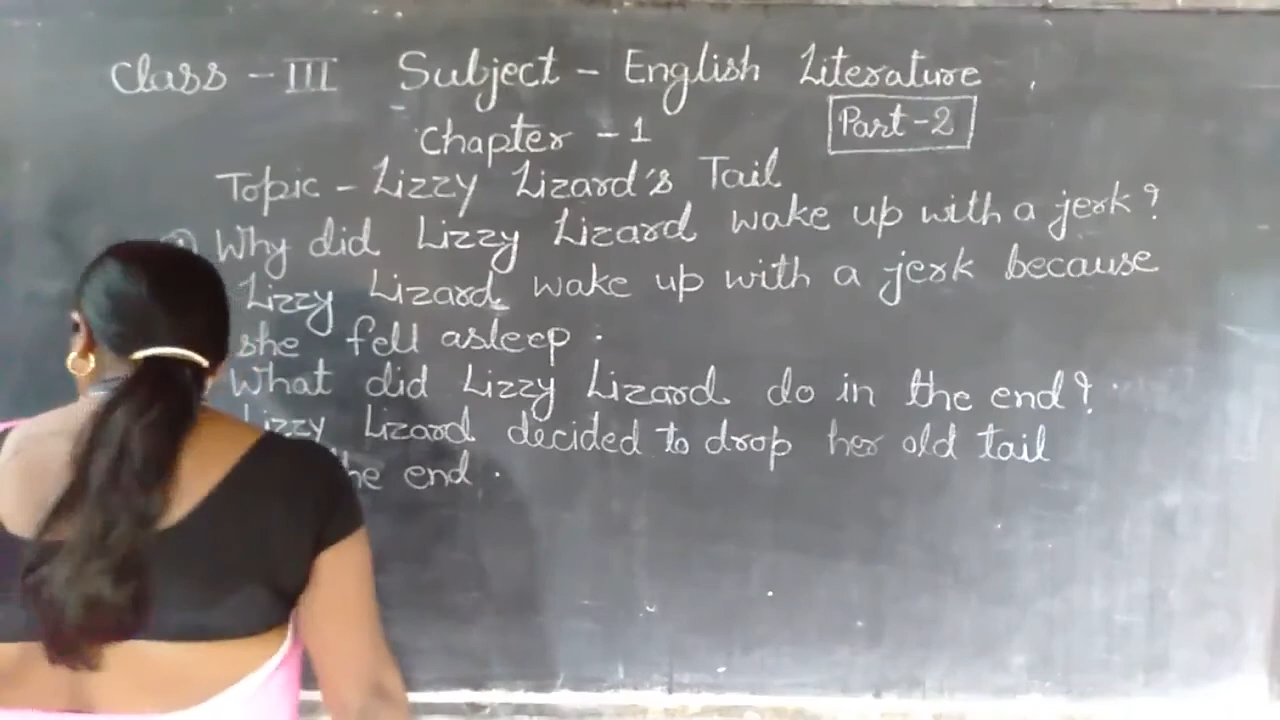 Class - III Subject - English Literature
Chapter - 1
Part-2
Topic - Lizzy Lizard's Tail
Why did Lizzy Lizard wake up with a jerk?
Lizzy Lizard wake up with a jerk because
she fell asleep.
What did Lizzy Lizard do in the end?
Lizzy Lizard decided to drop her old tail
the end.